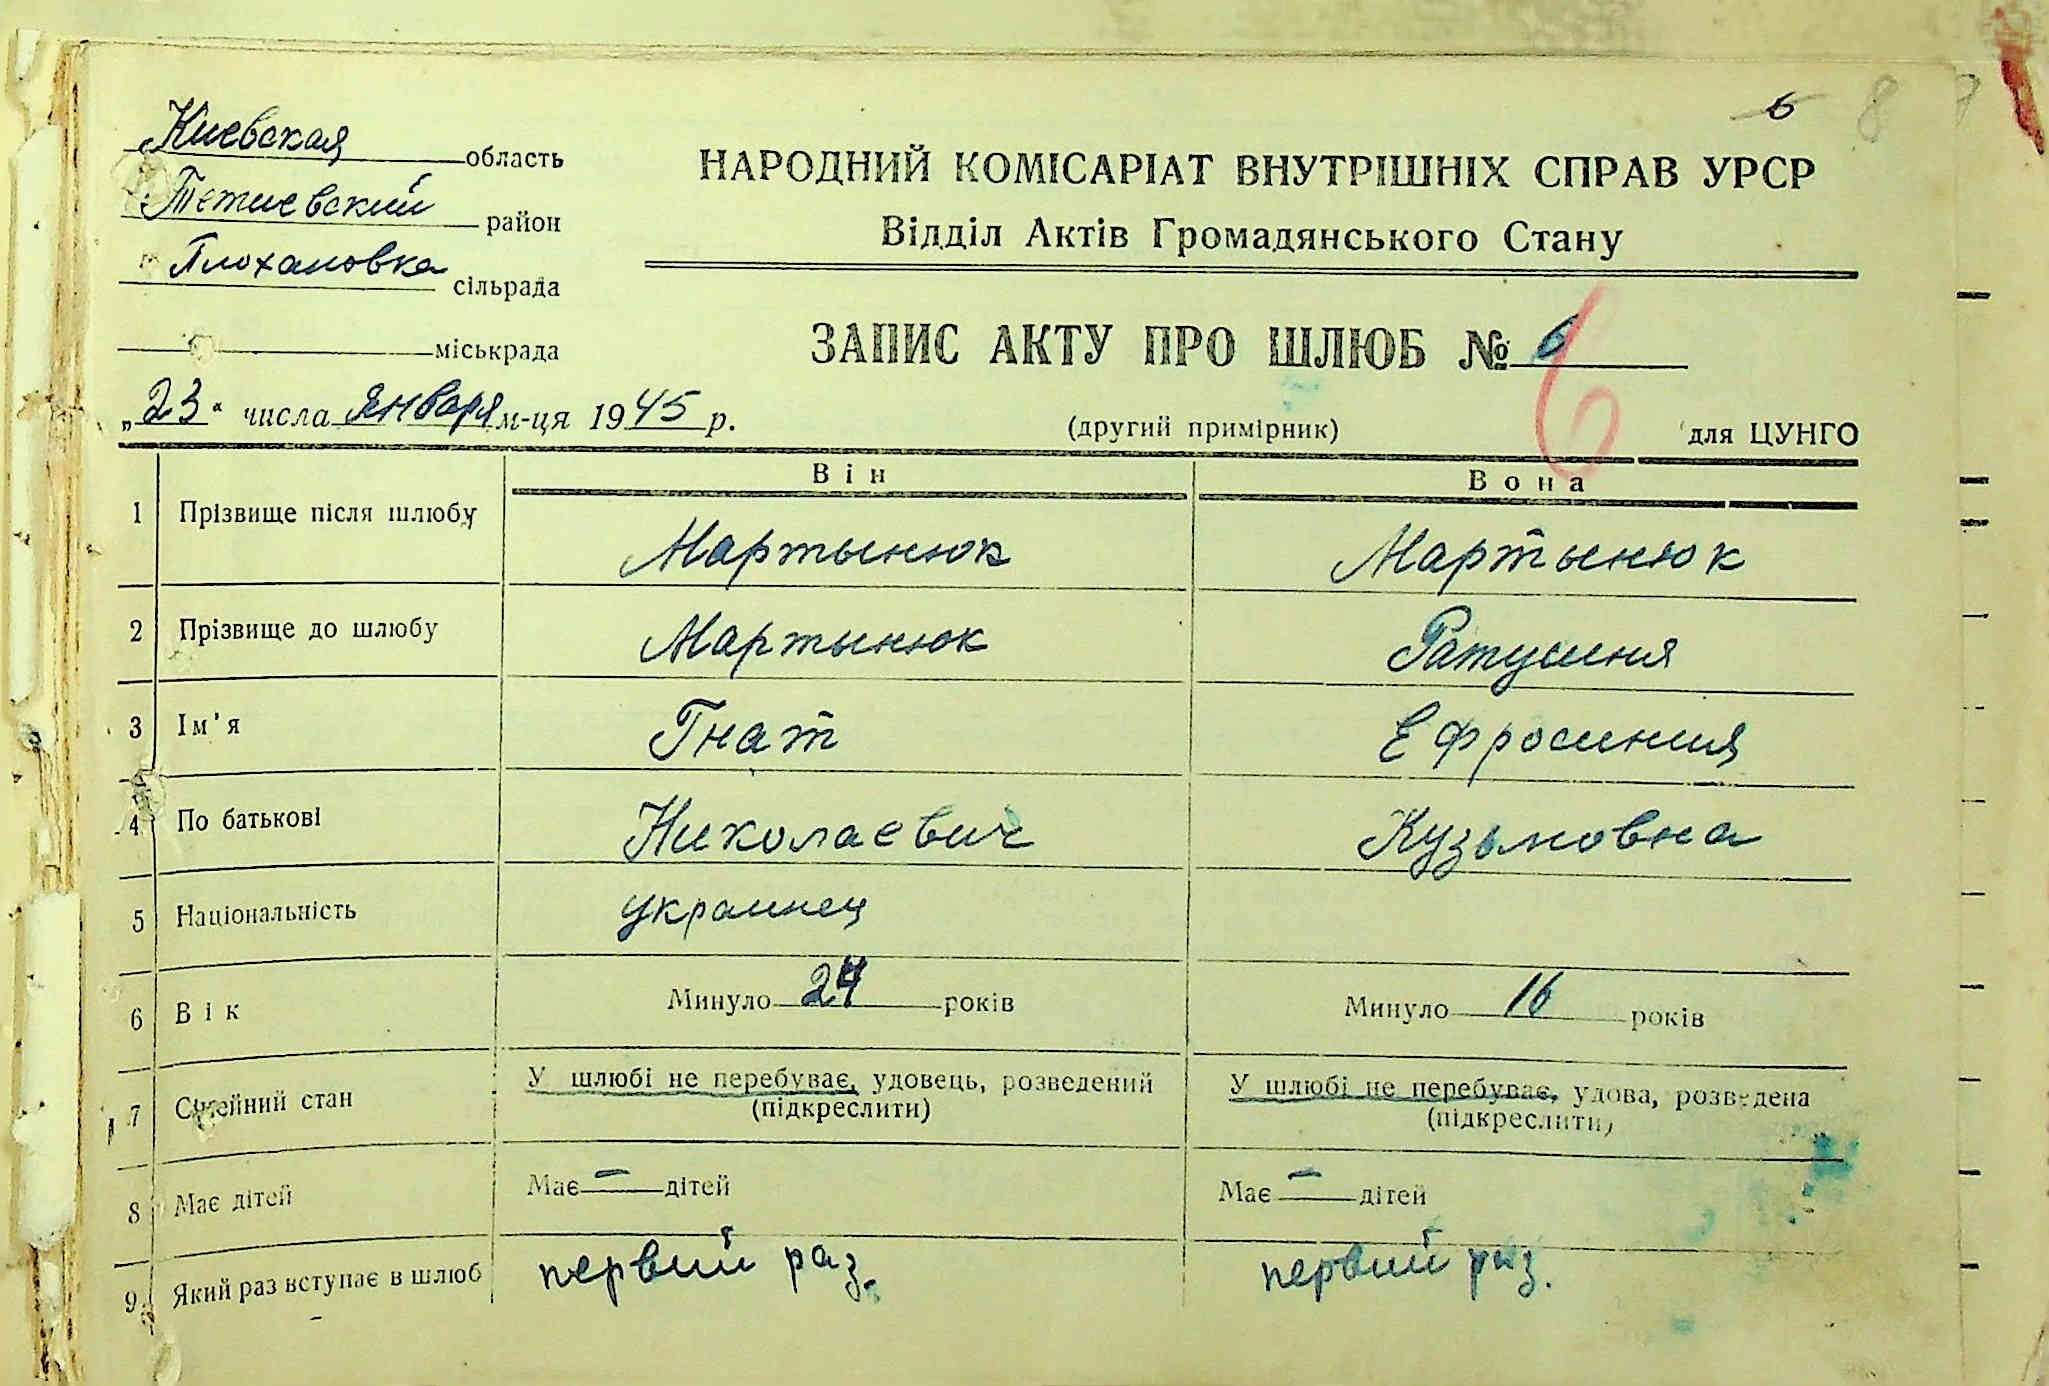 6 8 7
Киевская область
Тетиевский район
Плохановка сільрада
міськрада
НАРОДНИЙ КОМІСАРІАТ ВНУТРІШНІХ СПРАВ УРСР
Відділ Актів Громадянського Стану
ЗАПИС АКТУ ПРО ШЛЮБ № 6
6
„23“ числа января м-ця 1945 р.
(другий примірник)
для ЦУНГО
Він Вона
1 Прізвище після шлюбу Мартынюк Мартынюк
2 Прізвище до шлюбу Мартынюк Ратушня
3 Ім'я Гнат Ефросиния
4 По батькові Николаевич Кузьмовна
5 Національність украинец
6 Вік Минуло 24 років Минуло 16 років
7 Сімейний стан У шлюбі не перебуває, удовець, розведений У шлюбі не перебуває, удова, розведена
(підкреслити) (підкреслити)
8 Має дітей Має — дітей Має — дітей
9 Який раз вступає в шлюб первий раз. первий раз.